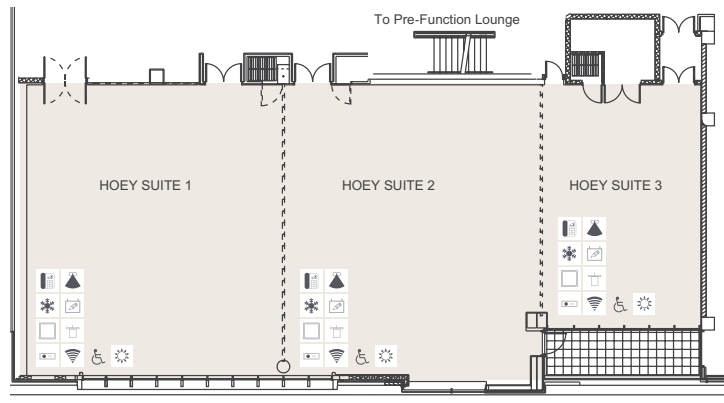 To Pre-Function Lounge
HOEY SUITE 1
HOEY SUITE 2
HOEY SUITE 3